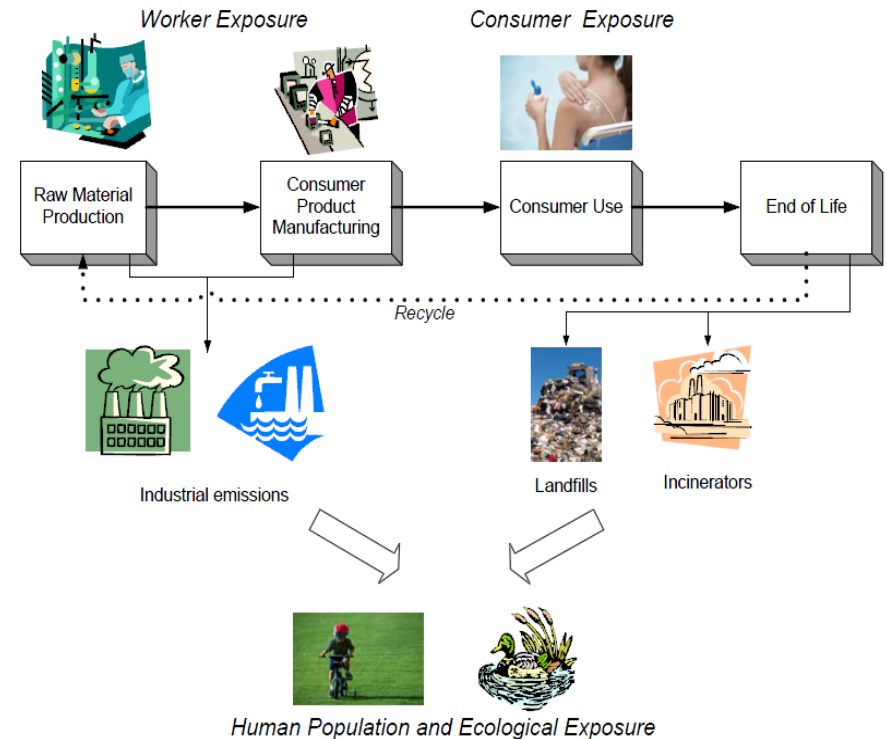 Worker Exposure
Consumer Exposure
Raw Material
Production
Consumer
Product
Manufacturing
Consumer Use
End of Life
Recycle
Industrial emissions
Landfills
Incinerators
Human Population and Ecological Exposure